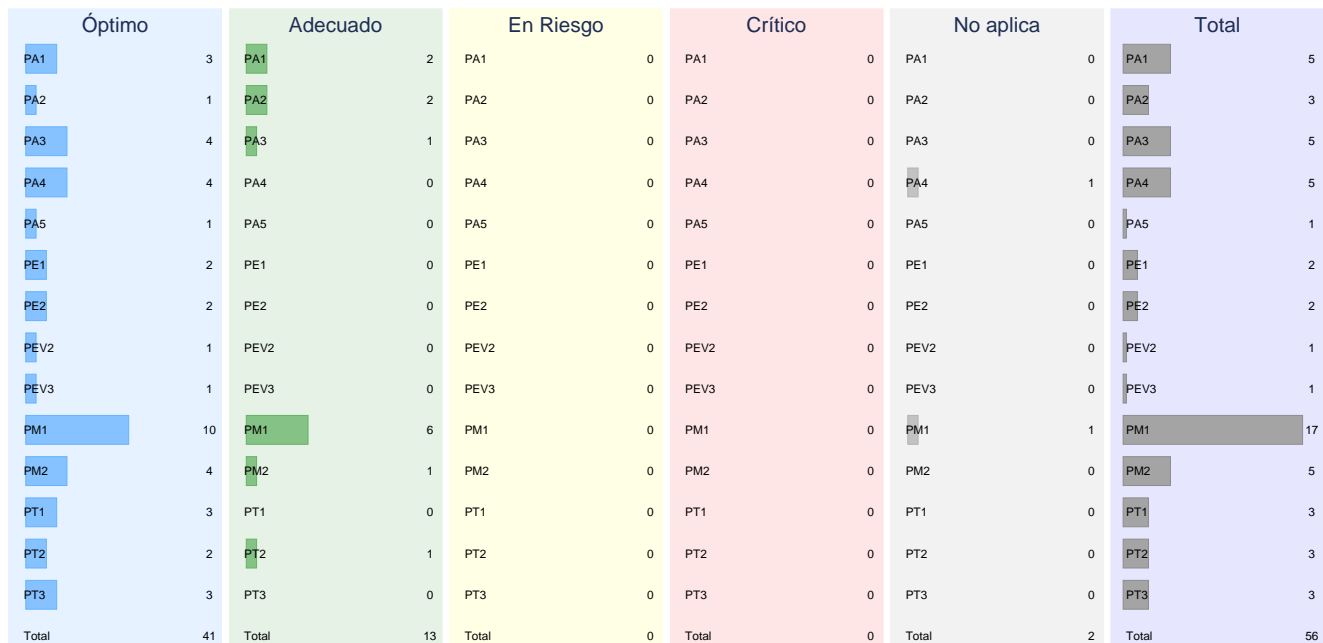 Óptimo Adecuado En Riesgo Crítico No aplica Total
PA1 3 PA1 2 PA1 0 PA1 0 PA1 0 PA1 5
PA2 1 PA2 2 PA2 0 PA2 0 PA2 0 PA2 3
PA3 4 PA3 1 PA3 0 PA3 0 PA3 0 PA3 5
PA4 4 PA4 0 PA4 0 PA4 0 PA4 1 PA4 5
PA5 1 PA5 0 PA5 0 PA5 0 PA5 0 PA5 1
PE1 2 PE1 0 PE1 0 PE1 0 PE1 0 PE1 2
PE2 2 PE2 0 PE2 0 PE2 0 PE2 0 PE2 2
PEV2 1 PEV2 0 PEV2 0 PEV2 0 PEV2 0 PEV2 1
PEV3 1 PEV3 0 PEV3 0 PEV3 0 PEV3 0 PEV3 1
PM1 10 PM1 6 PM1 0 PM1 0 PM1 1 PM1 17
PM2 4 PM2 1 PM2 0 PM2 0 PM2 0 PM2 5
PT1 3 PT1 0 PT1 0 PT1 0 PT1 0 PT1 3
PT2 2 PT2 1 PT2 0 PT2 0 PT2 0 PT2 3
PT3 3 PT3 0 PT3 0 PT3 0 PT3 0 PT3 3
Total 41 Total 13 Total 0 Total 0 Total 2 Total 56